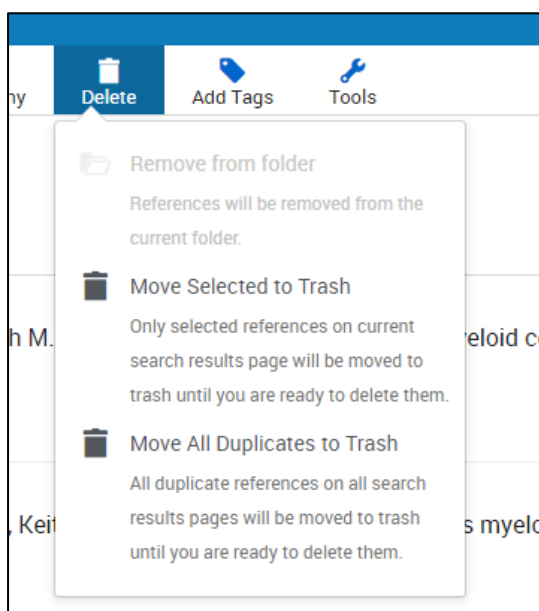 ny
Delete
Add Tags
Tools
Remove from folder
References will be removed from the
current folder.
Move Selected to Trash
Only selected references on current
search results page will be moved to
trash until you are ready to delete them.
h M.
eloid c
Move All Duplicates to Trash
All duplicate references on all search
results pages will be moved to trash
until you are ready to delete them.
, Keit
s myelo